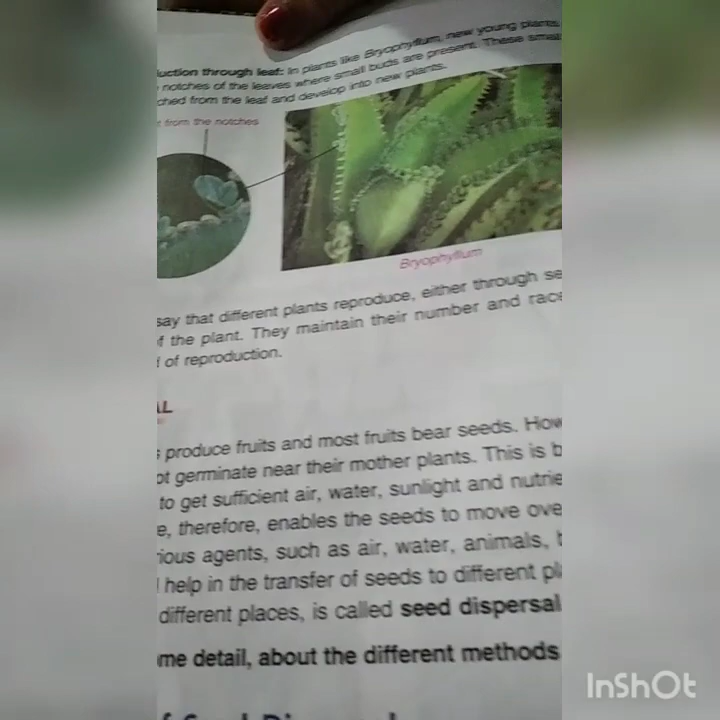 uction through leaf: In plants like Bryophyllum, new young plants
notches of the leaves where small buds are present. These small
ched from the leaf and develop into new plants.
from the notches
Bryophyllum
say that different plants reproduce, either through se
f the plant. They maintain their number and race
of reproduction.
AL
s produce fruits and most fruits bear seeds. How
ot germinate near their mother plants. This is b
to get sufficient air, water, sunlight and nutrie
e, therefore, enables the seeds to move ove
rious agents, such as air, water, animals,
help in the transfer of seeds to different pl
different places, is called seed dispersal
me detail, about the different methods
InShOt